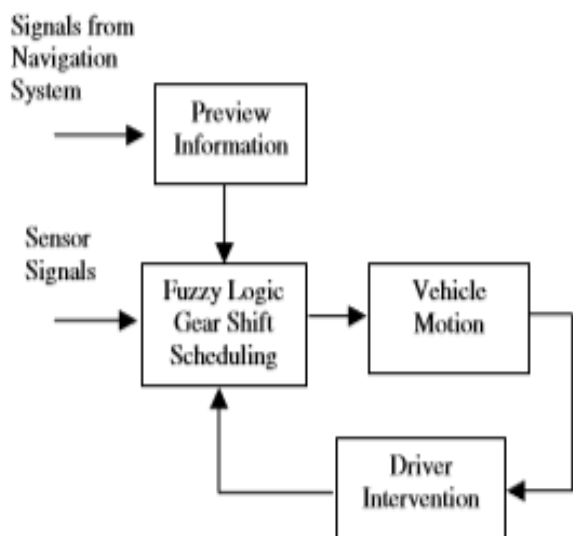 Signals from
Navigation
System
Preview
Information
Sensor
Signals
Fuzzy Logic
Gear Shift
Scheduling
Vehicle
Motion
Driver
Intervention